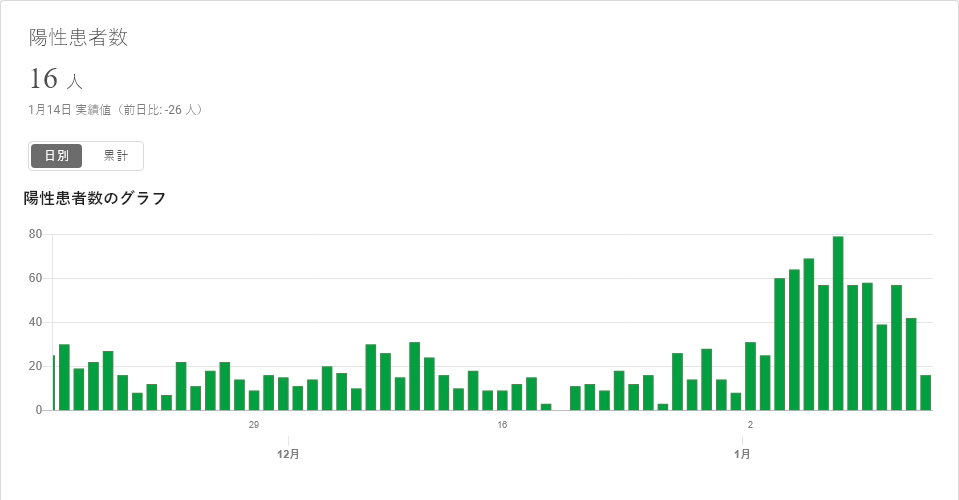 陽性患者数
16 人
1月14日 実績値（前日比: -26 人）
日別 累計
陽性患者数のグラフ
80
60
40
20
0
29 16 2
12月 1月